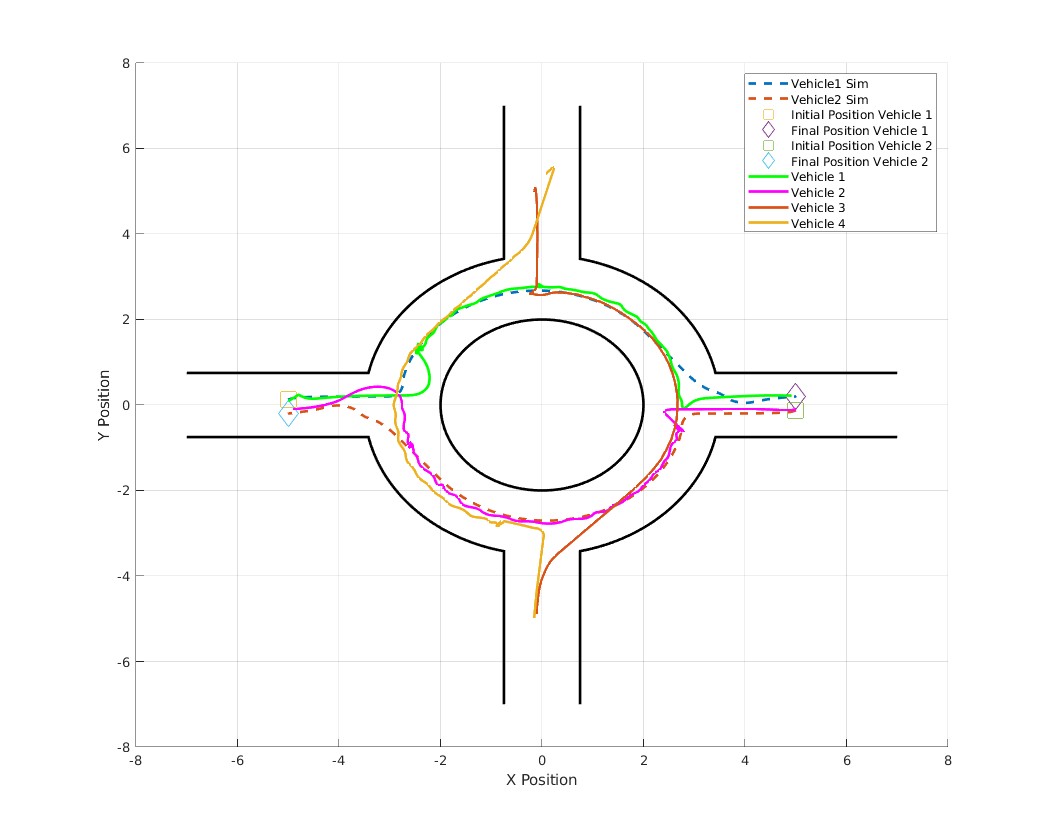 8
6
4
2
0
-2
-4
-6
-8
Y Position
Vehicle1 Sim
Vehicle2 Sim
Initial Position Vehicle 1
Final Position Vehicle 1
Initial Position Vehicle 2
Final Position Vehicle 2
Vehicle 1
Vehicle 2
Vehicle 3
Vehicle 4
-8 -6 -4 -2 0 2 4 6 8
X Position